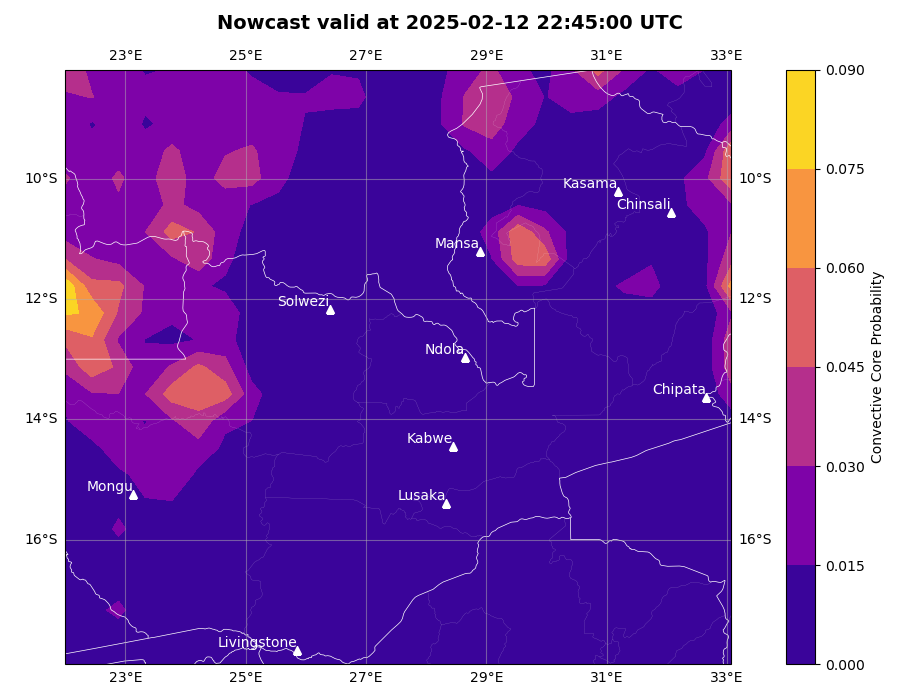 Nowcast valid at 2025-02-12 22:45:00 UTC
23°E 25°E 27°E 29°E 31°E 33°E
0.090
0.075
10°S Kasama 10°S
Chinsali
Mansa
0.060
12°S Solwezi 12°S
Ndola
0.045
Chipata
14°S 14°S
Kabwe
0.030
Mongu Lusaka
16°S 16°S
0.015
Livingstone
0.000
23°E 25°E 27°E 29°E 31°E 33°E
Convective Core Probability